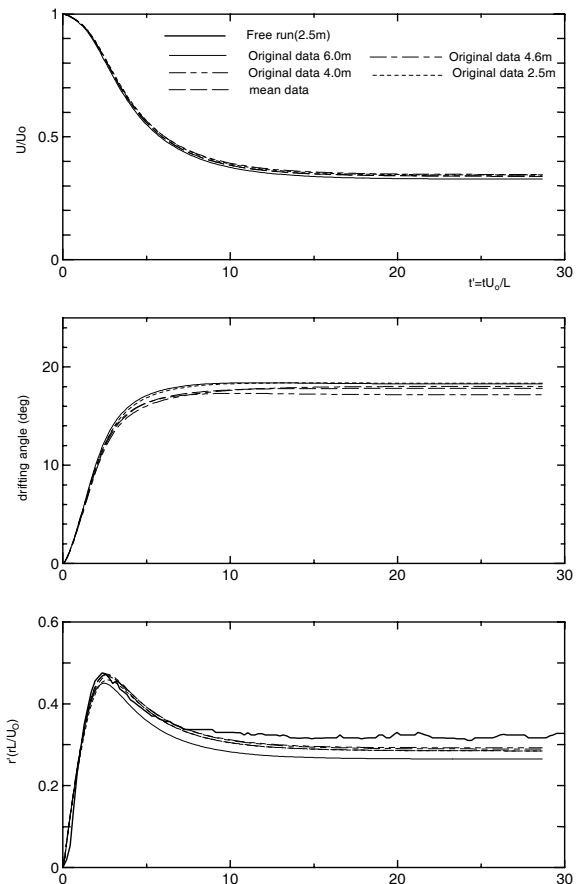 1
Free run(2.5m)
Original data 6.0m
Original data 4.6m
Original data 4.0m
Original data 2.5m
mean data
U/Uo
0.5
0
0 10 20 30
t'=tUo/L
20
drifting angle (deg)
10
0
0 10 20 30
0.6
0.4
r'(rL/Uo)
0.2
0
0 10 20 30